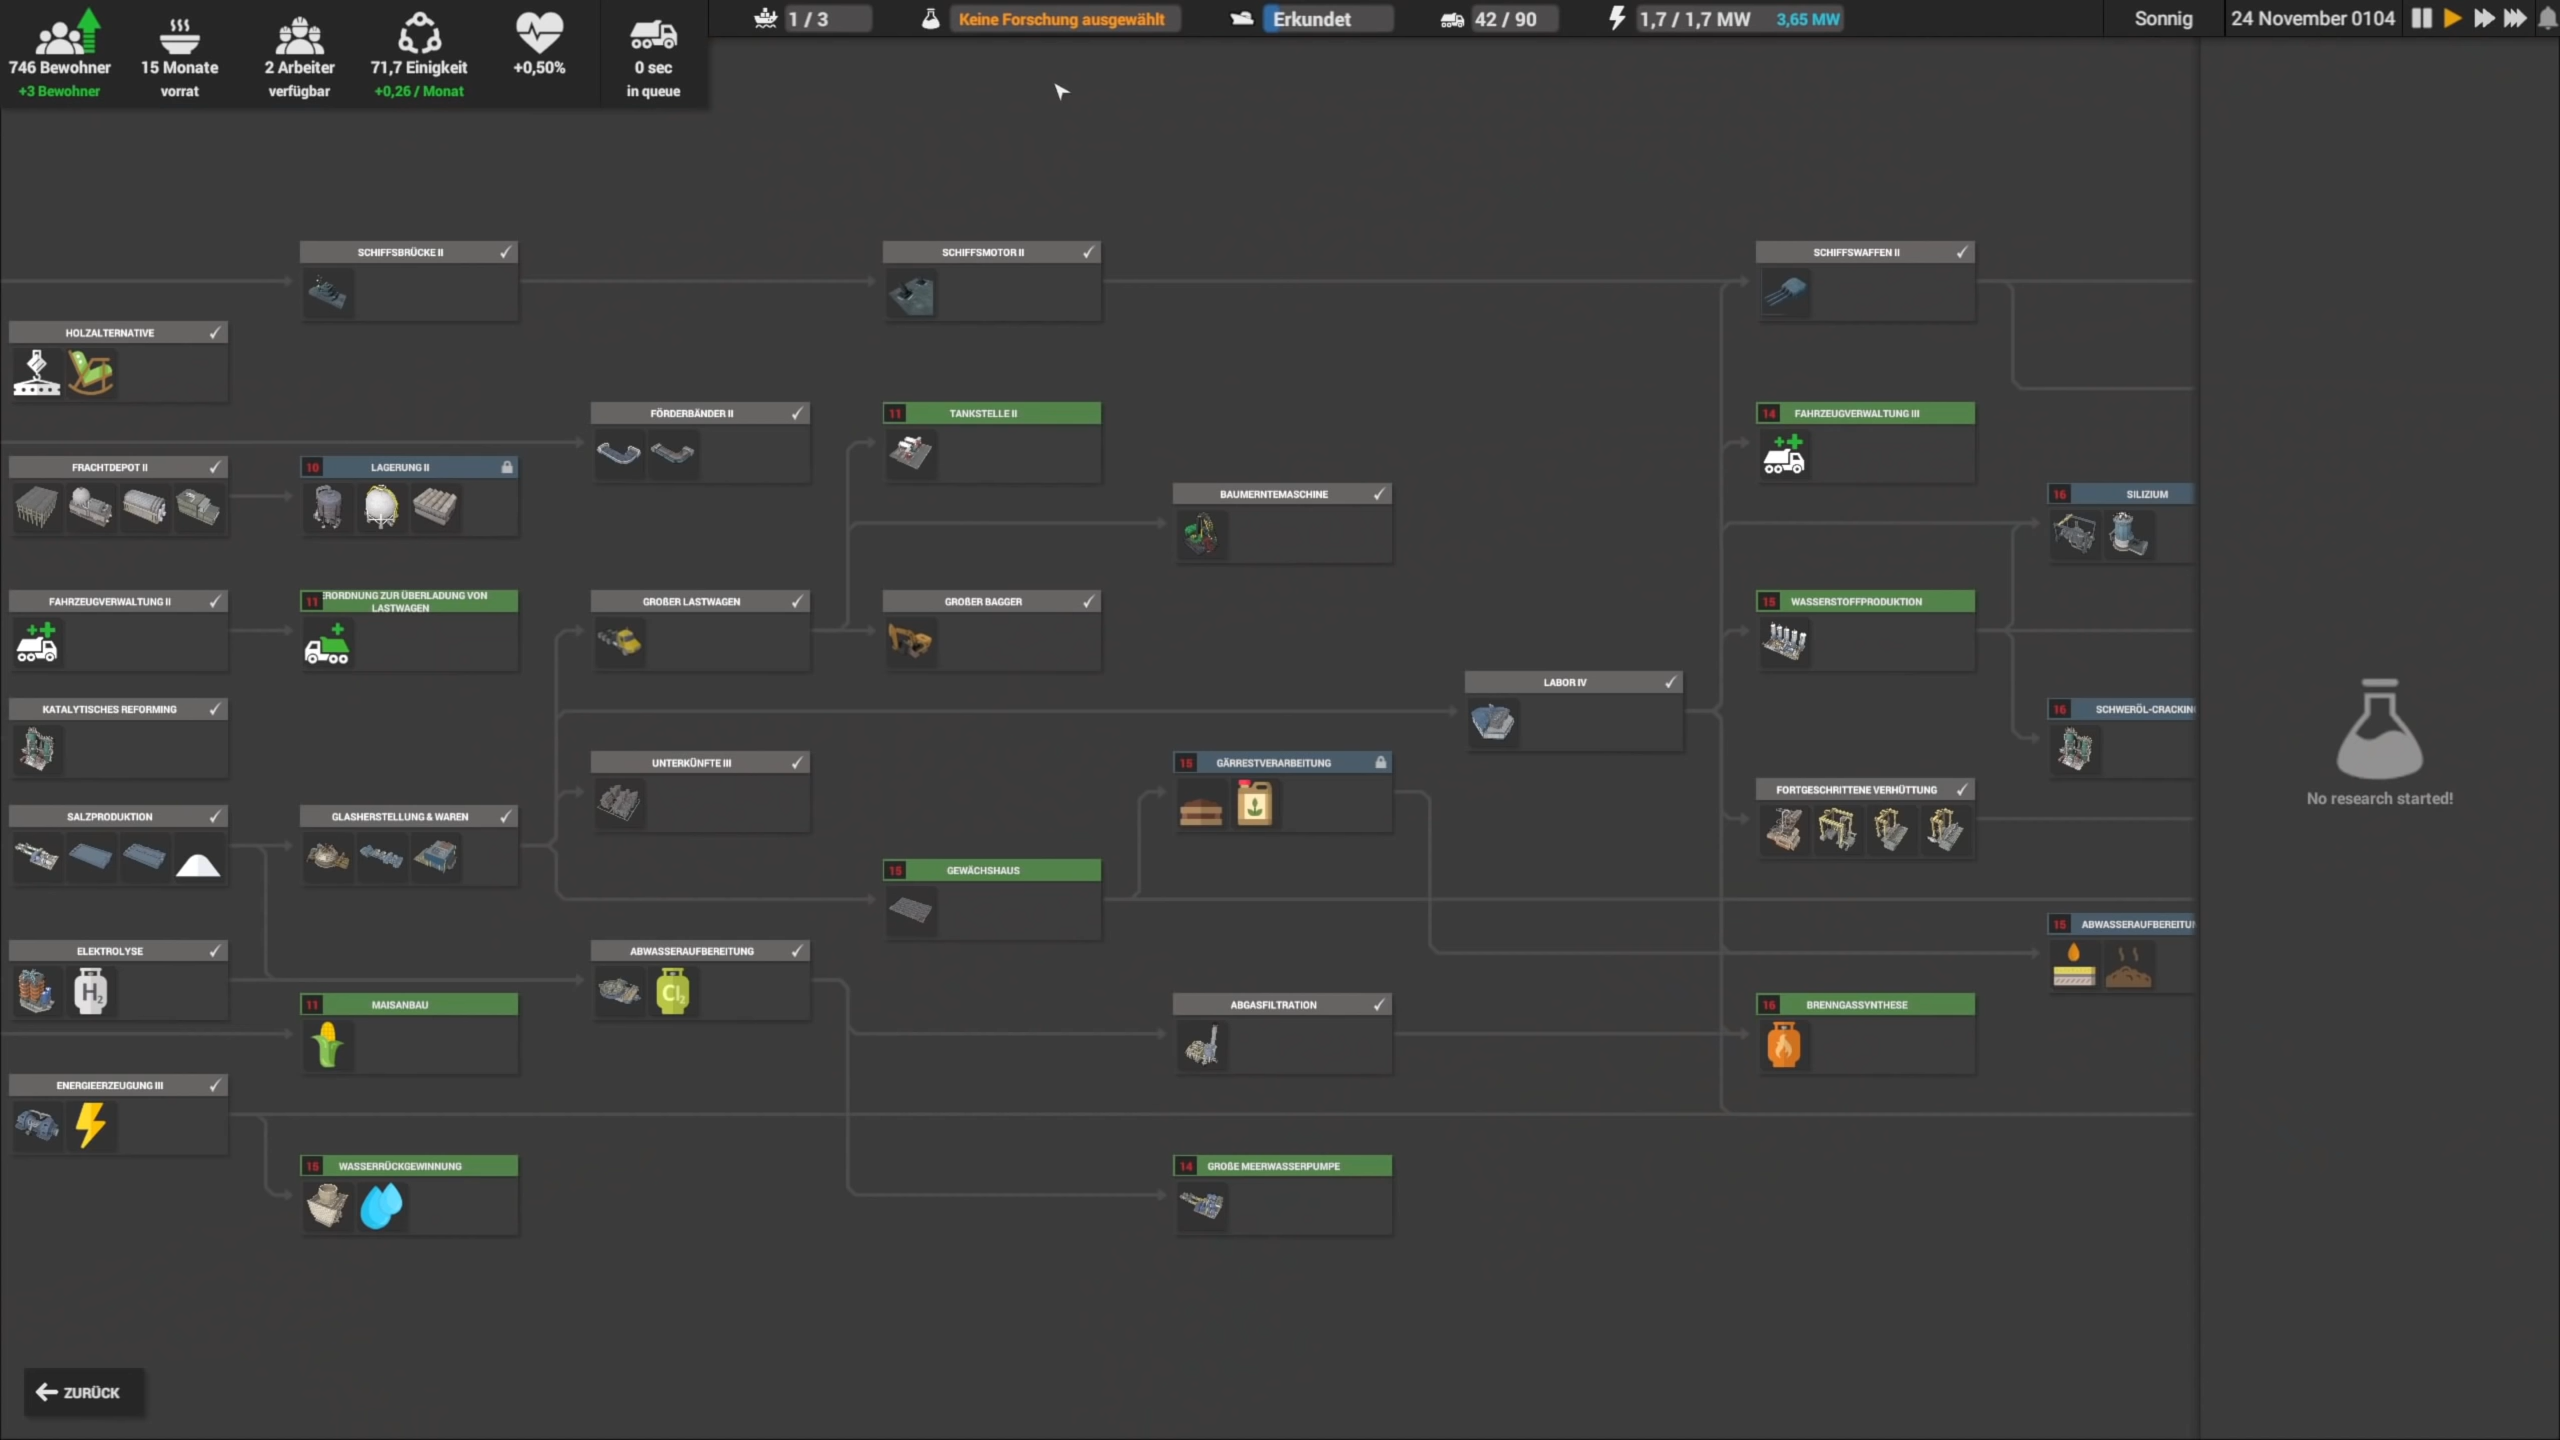 746 Bewohner
+3 Bewohner
15 Monate
vorrat
2 Arbeiter
verfügbar
71,7 Einigkeit
+0,26 / Monat
+0,50%
0 sec
in queue
1 / 3
Keine Forschung ausgewählt
Erkundet
42 / 90
1,7 / 1,7 MW
3,65 MW
Sonnig
24 November 0104
SCHIFFSBRÜCKE II
SCHIFFSMOTOR II
SCHIFFSWAFFEN II
HOLZALTERNATIVE
FÖRDERBÄNDER II
11 TANKSTELLE II
14 FAHRZEUGVERWALTUNG III
FRACHTDEPOT II
10 LAGERUNG II
BAUMERNTEMASCHINE
16 SILIZIUM
FAHRZEUGVERWALTUNG II
11 ERORDNUNG ZUR ÜBERLADUNG VON
LASTWAGEN
GROẞER LASTWAGEN
GROẞER BAGGER
15 WASSERSTOFFPRODUKTION
LABOR IV
KATALYTISCHES REFORMING
16 SCHWERÖL-CRACKIN
UNTERKÜNFTE III
15 GÄRRESTVERARBEITUNG
FORTGESCHRITTENE VERHÜTTUNG
No research started!
SALZPRODUKTION
GLASHERSTELLUNG & WAREN
15 GEWÄCHSHAUS
15 ABWASSERAUFBEREITU
ELEKTROLYSE
H2
ABWASSERAUFBEREITUNG
Cl2
11 MAISANBAU
ABGASFILTRATION
16 BRENNGASSYNTHESE
ENERGIEERZEUGUNG III
15 WASSERRÜCKGEWINNUNG
14 GROẞE MEERWASSERPUMPE
ZURÜCK